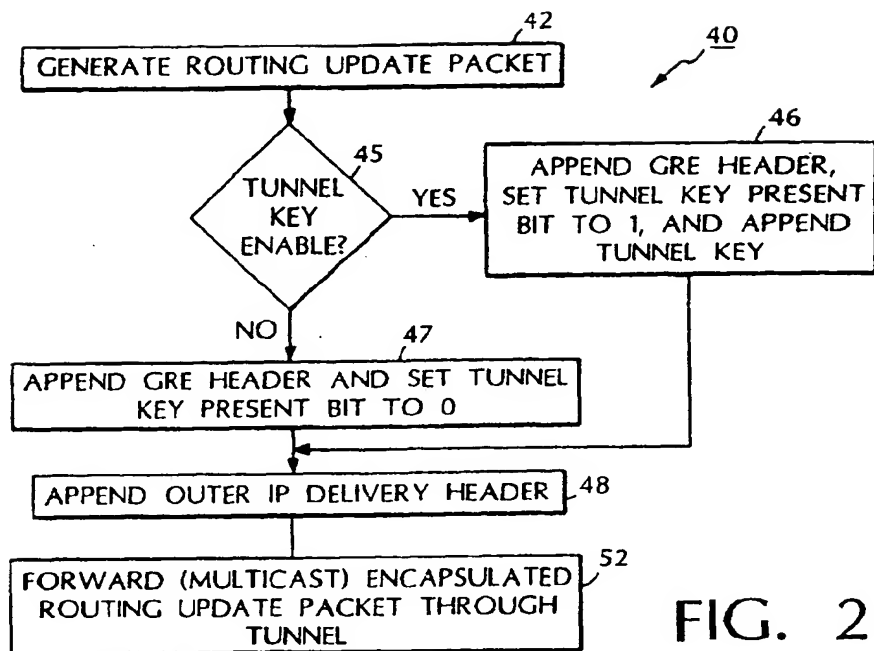 42
GENERATE ROUTING UPDATE PACKET
40
45
TUNNEL
KEY
ENABLE?
YES
46
APPEND GRE HEADER,
SET TUNNEL KEY PRESENT
BIT TO 1, AND APPEND
TUNNEL KEY
NO
47
APPEND GRE HEADER AND SET TUNNEL
KEY PRESENT BIT TO 0
APPEND OUTER IP DELIVERY HEADER
48
FORWARD (MULTICAST) ENCAPSULATED
ROUTING UPDATE PACKET THROUGH
TUNNEL
52
FIG. 2